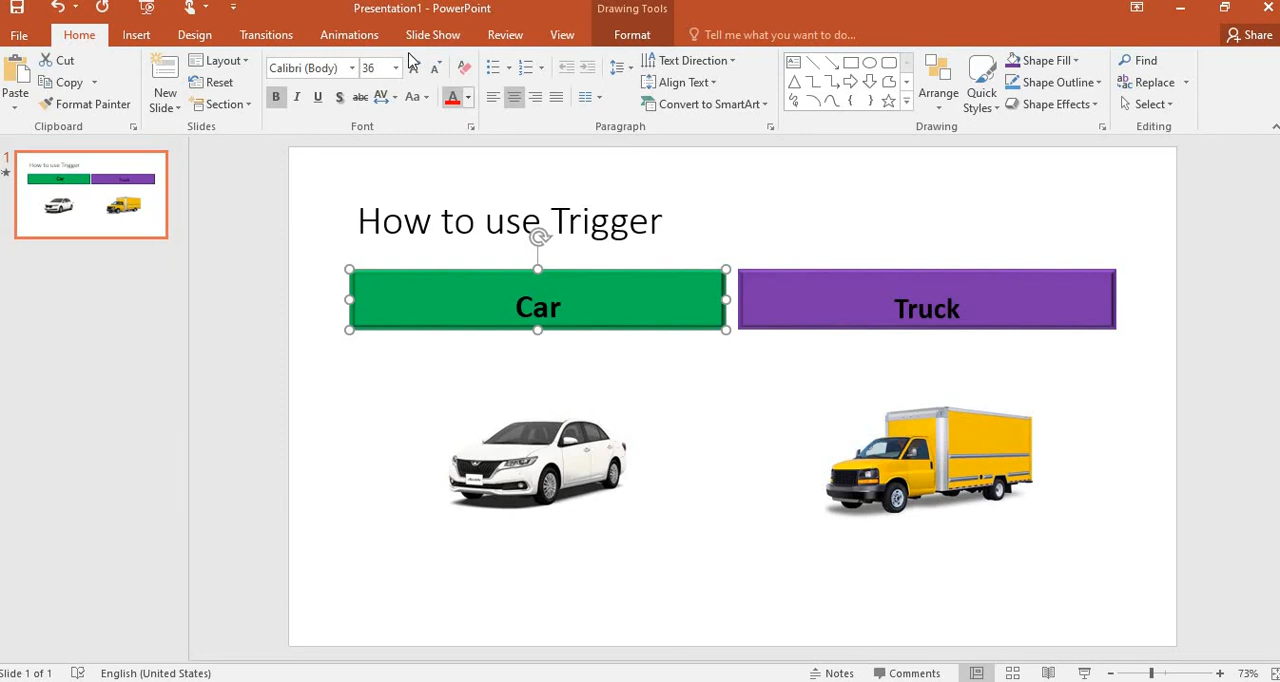 Presentation1 - PowerPoint
Drawing Tools
File Home Insert Design Transitions Animations Slide Show Review View Format Tell me what you want to do... Share
Cut
Copy
Format Painter
Paste
Clipboard
New Slide
Layout
Reset
Section
Slides
Calibri (Body) 36
B I U S abc AV Aa A
Font
Text Direction
Align Text
Convert to SmartArt
Paragraph
Arrange
Quick Styles
Shape Fill
Shape Outline
Shape Effects
Drawing
Find
Replace
Select
Editing
1
How to use Trigger
Car Truck
How to use Trigger
Car Truck
Slide 1 of 1 English (United States) Notes Comments 73%